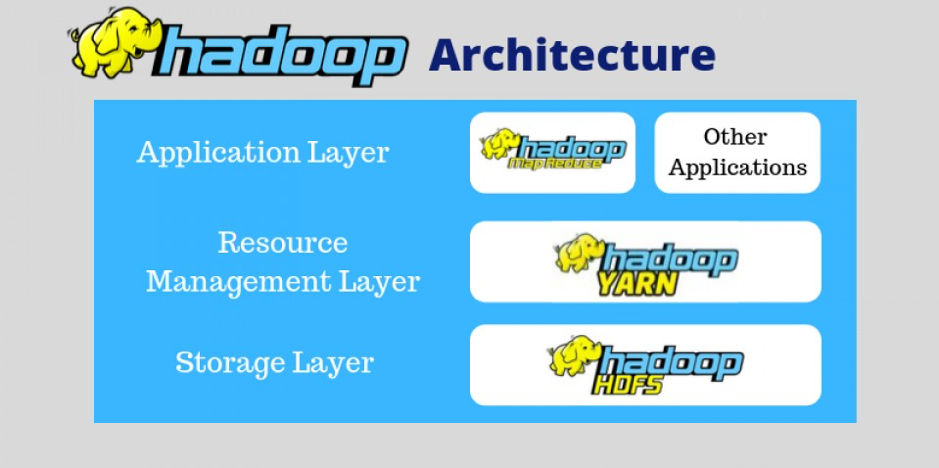 hadoop Architecture
Application Layer
hadoop
Map Reduce
Other
Applications
Resource
Management Layer
hadoop
YARN
Storage Layer
hadoop
HDFS